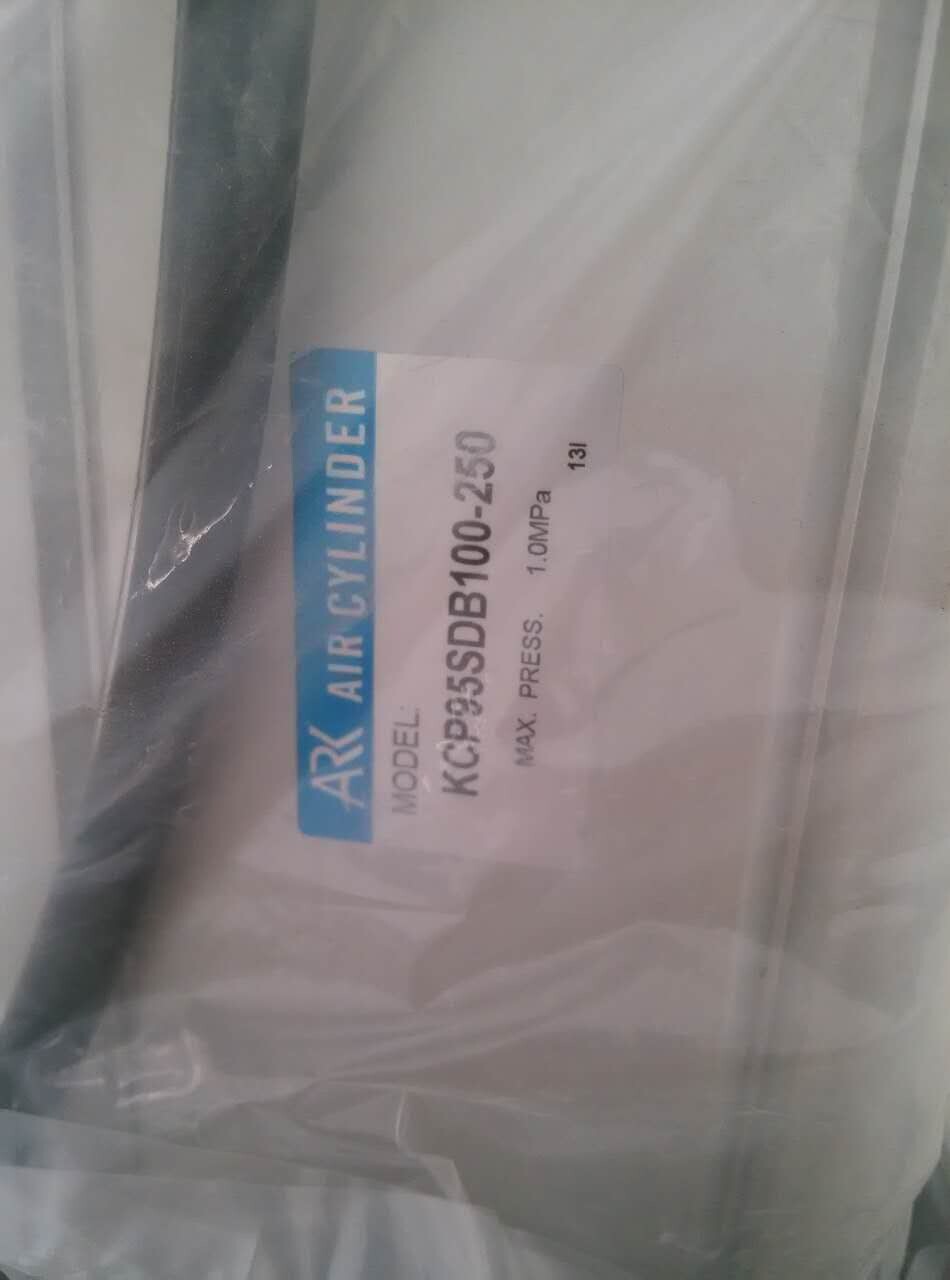 ARK AIR CYLINDER
MODEL:
KCP95SDB100-250
MAX. PRESS. 1.0MPa
13I